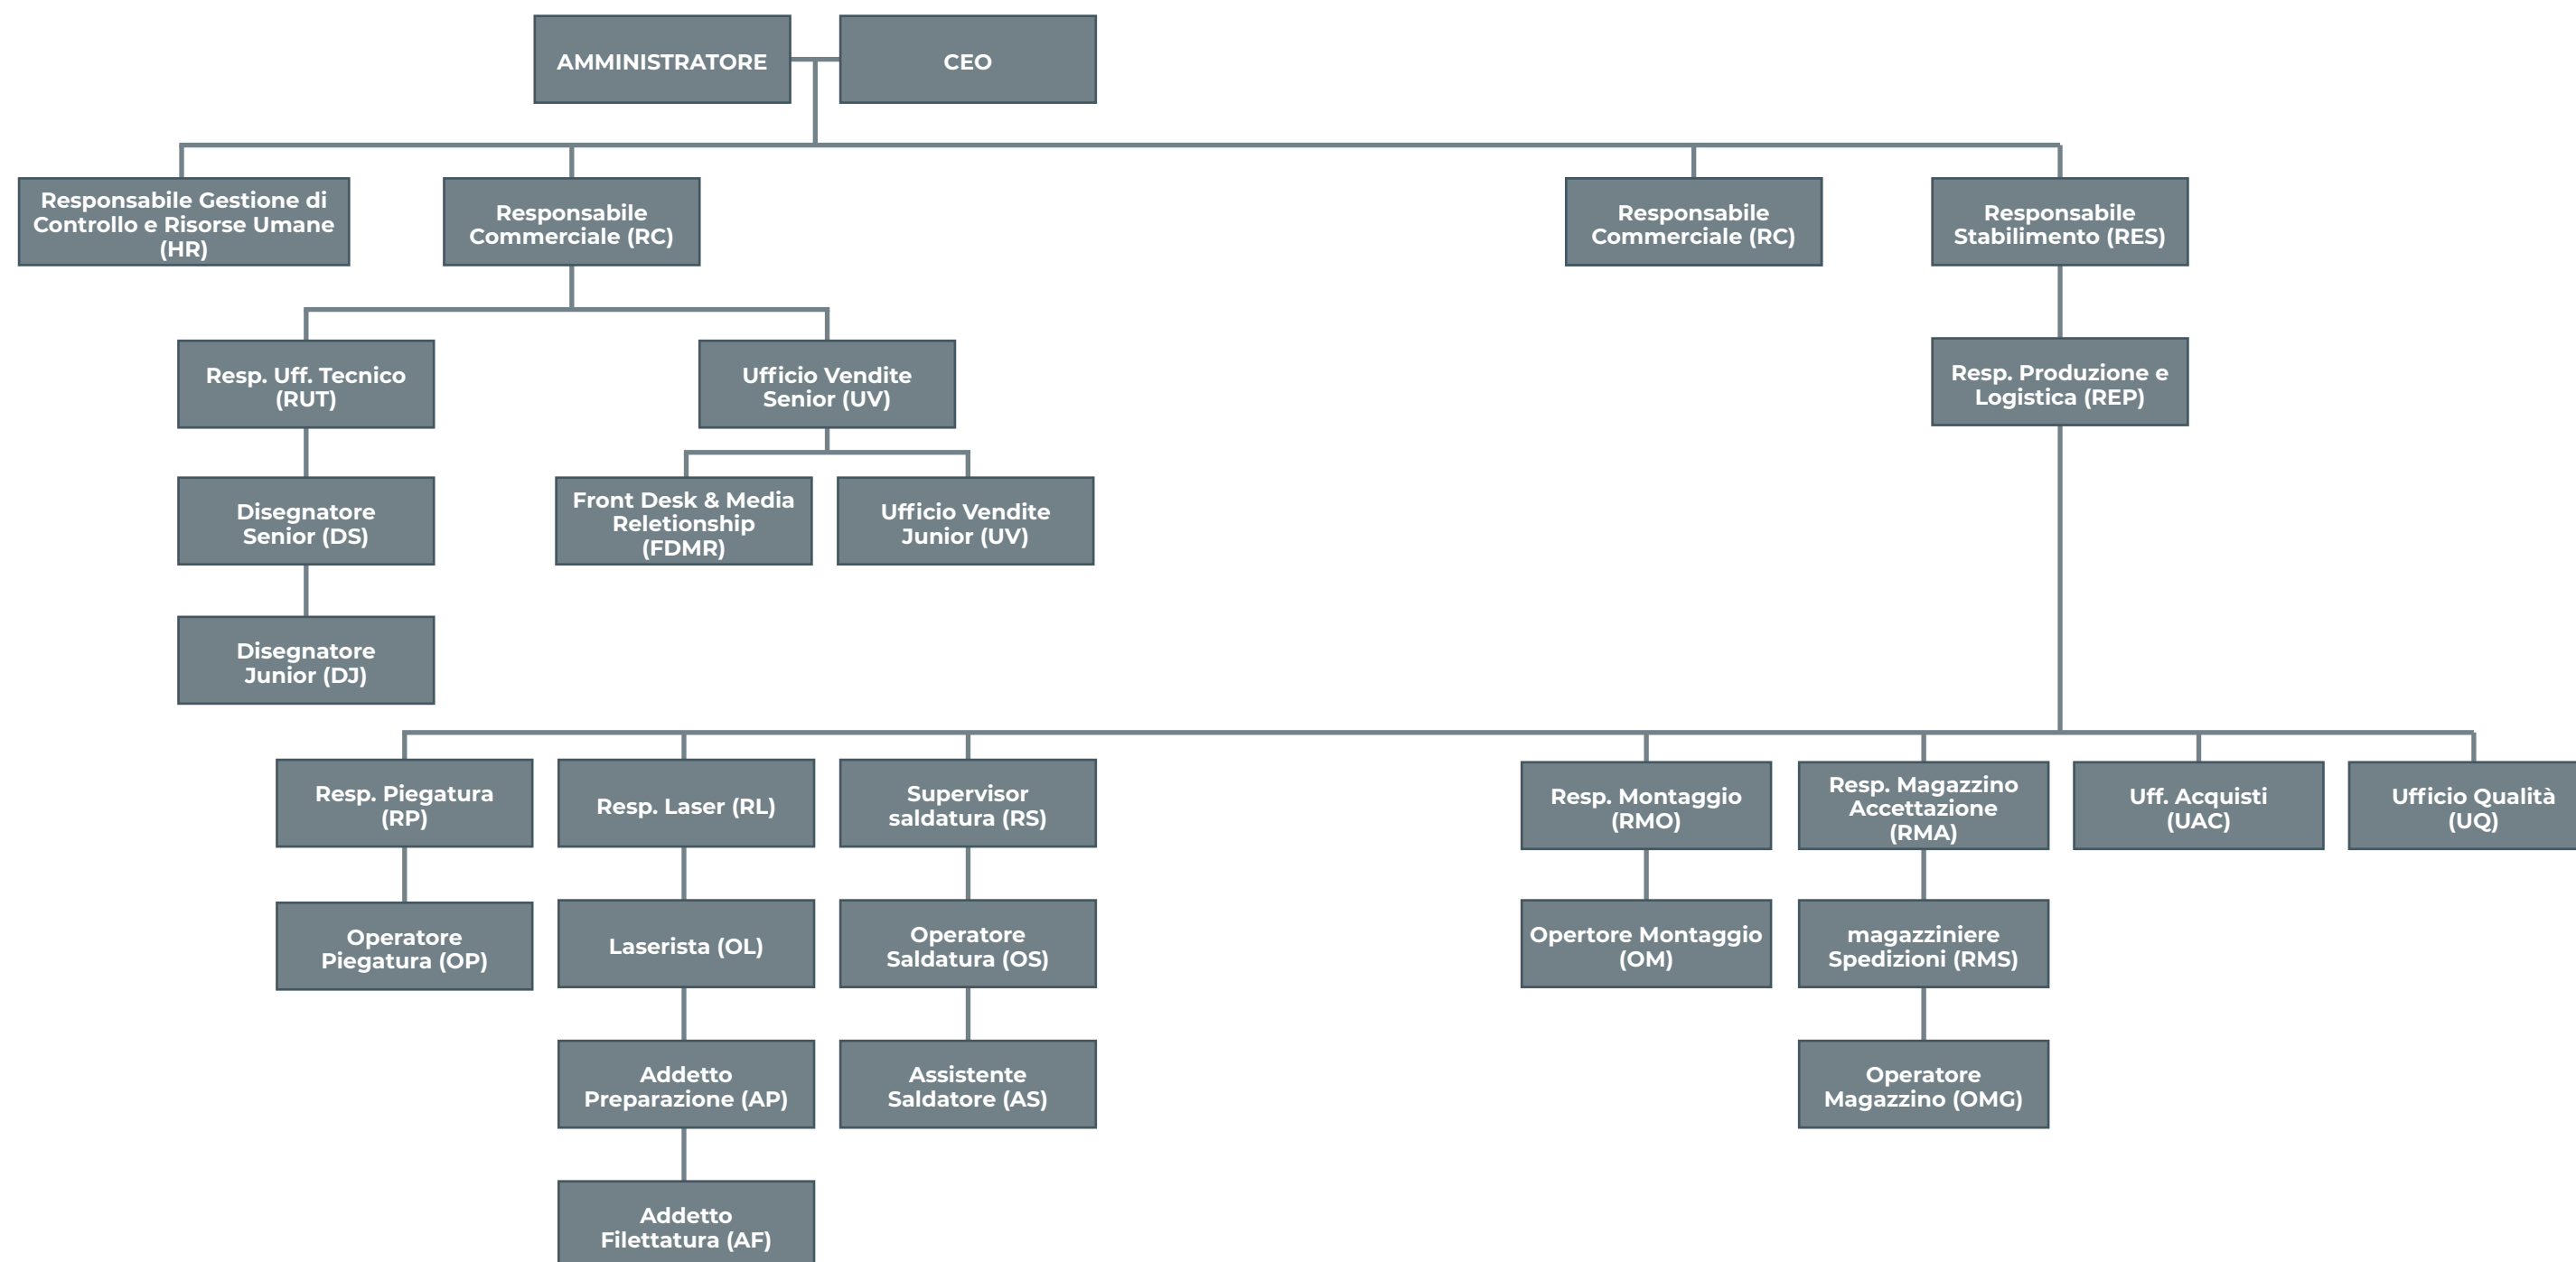 AMMINISTRATORE
CEO
Responsabile Gestione di
Controllo e Risorse Umane
(HR)
Responsabile
Commerciale (RC)
Responsabile
Commerciale (RC)
Responsabile
Stabilimento (RES)
Resp. Uff. Tecnico
(RUT)
Ufficio Vendite
Senior (UV)
Resp. Produzione e
Logistica (REP)
Disegnatore
Senior (DS)
Front Desk & Media
Reletionship
(FDMR)
Ufficio Vendite
Junior (UV)
Disegnatore
Junior (DJ)
Resp. Piegatura
(RP)
Resp. Laser (RL)
Supervisor
saldatura (RS)
Resp. Montaggio
(RMO)
Resp. Magazzino
Accettazione
(RMA)
Uff. Acquisti
(UAC)
Ufficio Qualità
(UQ)
Operatore
Piegatura (OP)
Laserista (OL)
Operatore
Saldatura (OS)
Opertore Montaggio
(OM)
magazziniere
Spedizioni (RMS)
Addetto
Preparazione (AP)
Assistente
Saldatore (AS)
Operatore
Magazzino (OMG)
Addetto
Filettatura (AF)